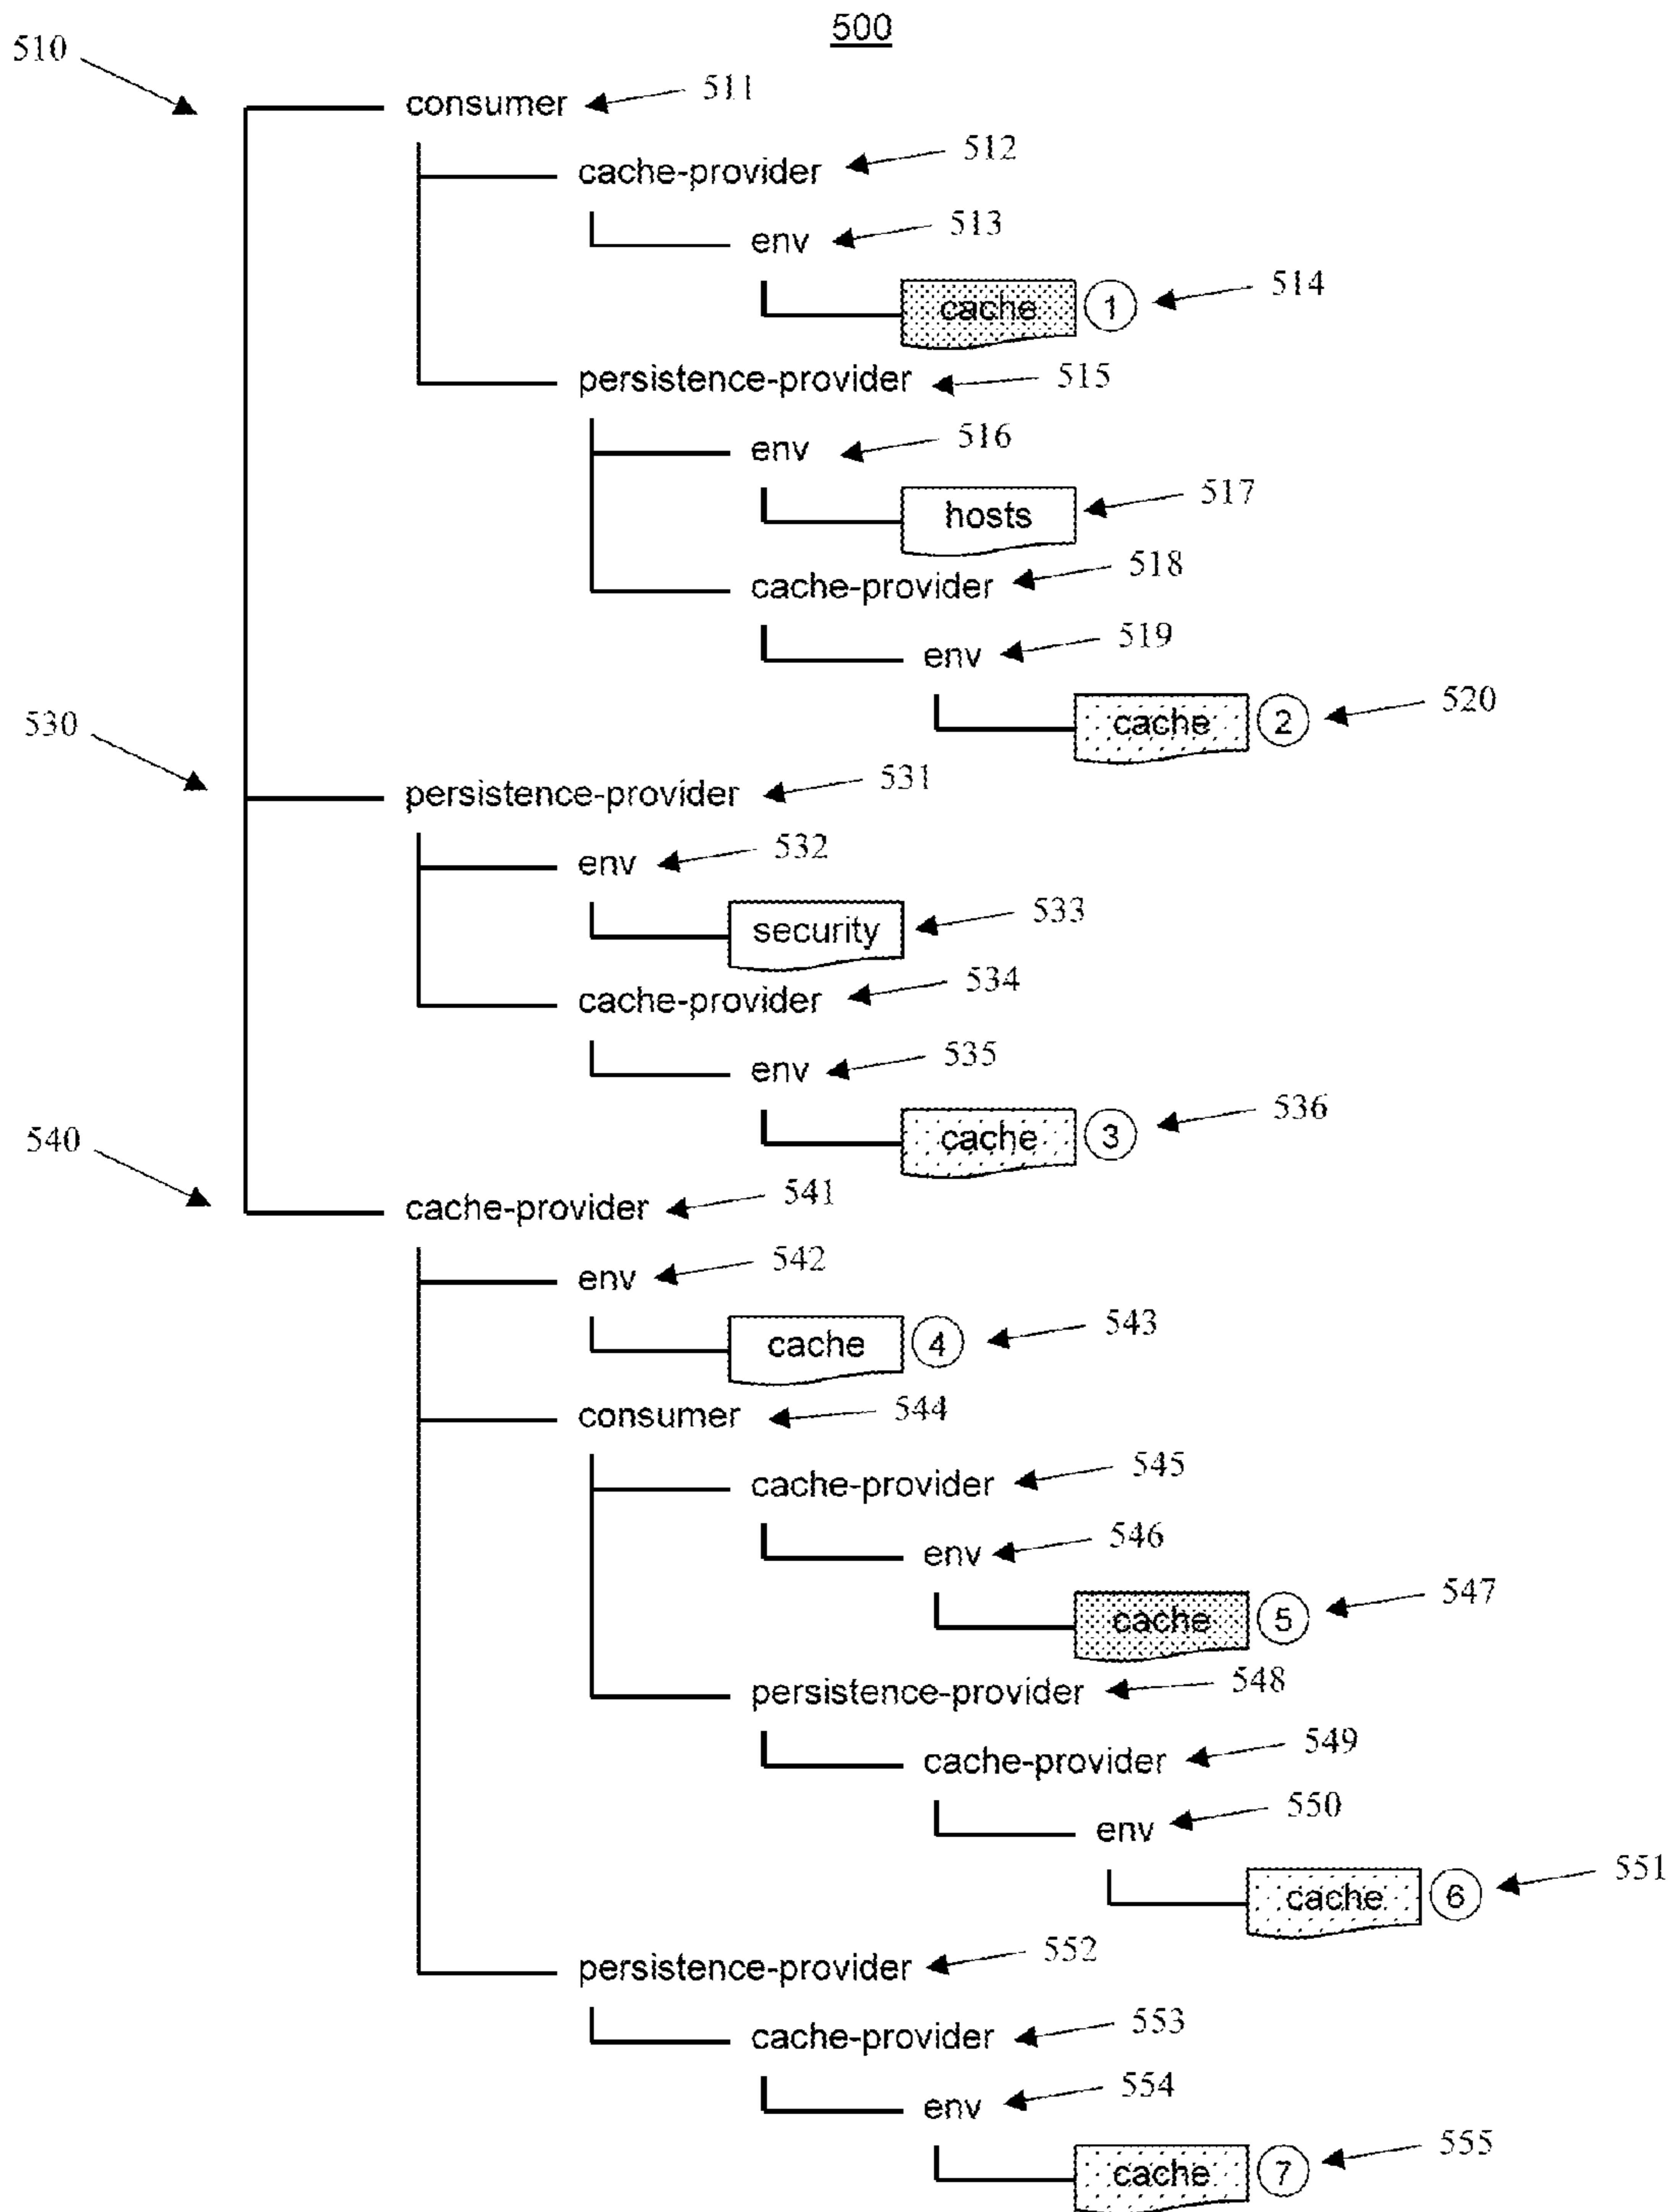 500
510
consumer 511
cache-provider 512
env 513
cache 1 514
persistence-provider 515
env 516
hosts 517
cache-provider 518
env 519
cache 2 520
530
persistence-provider 531
env 532
security 533
cache-provider 534
env 535
cache 3 536
540
cache-provider 541
env 542
cache 4 543
consumer 544
cache-provider 545
env 546
cache 5 547
persistence-provider 548
cache-provider 549
env 550
cache 6 551
persistence-provider 552
cache-provider 553
env 554
cache 7 555